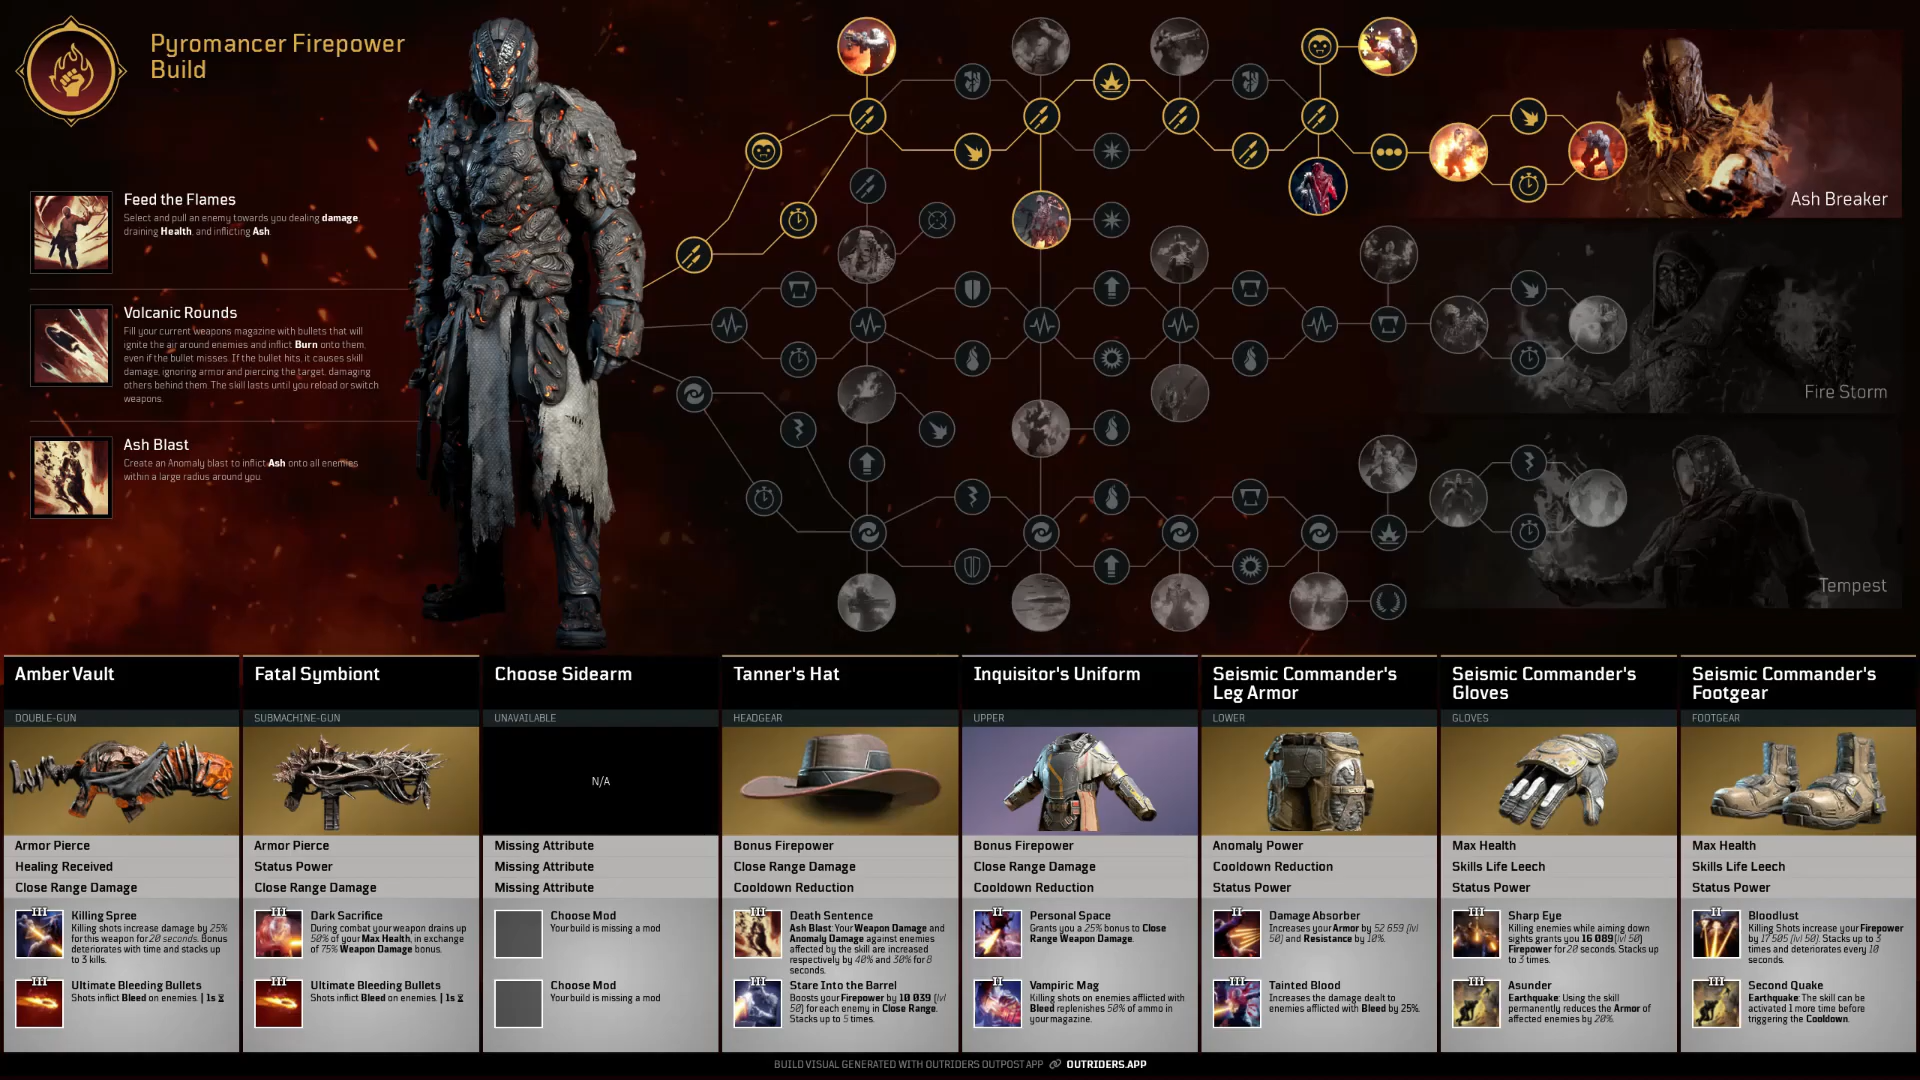 Pyromancer Firepower
Build
Feed the Flames
Select and pull an enemy towards you dealing damage,
draining Health, and inflicting Ash.
Volcanic Rounds
Fill your current weapons magazine with bullets that will
ignite the air around enemies and inflict Burn onto them,
even if the bullet misses. If the bullet hits, it causes skill
damage, ignoring armor and piercing the target, damaging
others behind them. The skill lasts until you reload or switch
weapons.
Ash Blast
Create an Anomaly blast to inflict Ash onto all enemies
within a large radius around you.
Ash Breaker
Fire Storm
Tempest
Amber Vault
DOUBLE-GUN
Armor Pierce
Healing Received
Close Range Damage
III
Killing Spree
Killing shots increase damage by 25%
for this weapon for 20 seconds. Bonus
deteriorates with time and stacks up
to 3 kills.
III
Ultimate Bleeding Bullets
Shots inflict Bleed on enemies. | 1s
Fatal Symbiont
SUBMACHINE-GUN
Armor Pierce
Status Power
Close Range Damage
III
Dark Sacrifice
During combat your weapon drains up
50% of your Max Health, in exchange
of 75% Weapon Damage bonus.
III
Ultimate Bleeding Bullets
Shots inflict Bleed on enemies. | 1s
Choose Sidearm
UNAVAILABLE
N/A
Missing Attribute
Missing Attribute
Missing Attribute
Choose Mod
Your build is missing a mod
Choose Mod
Your build is missing a mod
Tanner's Hat
HEADGEAR
Bonus Firepower
Close Range Damage
Cooldown Reduction
III
Death Sentence
Ash Blast: Your Weapon Damage and
Anomaly Damage against enemies
affected by the skill are increased
respectively by 40% and 30% for 8
seconds.
III
Stare Into the Barrel
Boosts your Firepower by 10 039 (lvl
50) for each enemy in Close Range.
Stacks up to 5 times.
Inquisitor's Uniform
UPPER
Bonus Firepower
Close Range Damage
Cooldown Reduction
II
Personal Space
Grants you a 25% bonus to Close
Range Weapon Damage.
II
Vampiric Mag
Killing shots on enemies afflicted with
Bleed replenishes 50% of ammo in
your magazine.
Seismic Commander's
Leg Armor
LOWER
Anomaly Power
Cooldown Reduction
Status Power
II
Damage Absorber
Increases your Armor by 52 659 (lvl
50) and Resistance by 10%.
III
Tainted Blood
Increases the damage dealt to
enemies afflicted with Bleed by 25%.
Seismic Commander's
Gloves
GLOVES
Max Health
Skills Life Leech
Status Power
III
Sharp Eye
Killing enemies while aiming down
sights grants you 16 089 (lvl 50)
Firepower for 20 seconds. Stacks up
to 3 times.
III
Asunder
Earthquake: Using the skill
permanently reduces the Armor of
affected enemies by 20%.
Seismic Commander's
Footgear
FOOTGEAR
Max Health
Skills Life Leech
Status Power
II
Bloodlust
Killing Shots increase your Firepower
by 17 505 (lvl 50). Stacks up to 3
times and deteriorates every 10
seconds.
III
Second Quake
Earthquake: The skill can be
activated 1 more time before
triggering the Cooldown.
BUILD VISUAL GENERATED WITH OUTRIDERS OUTPOST APP OUTRIDERS.APP